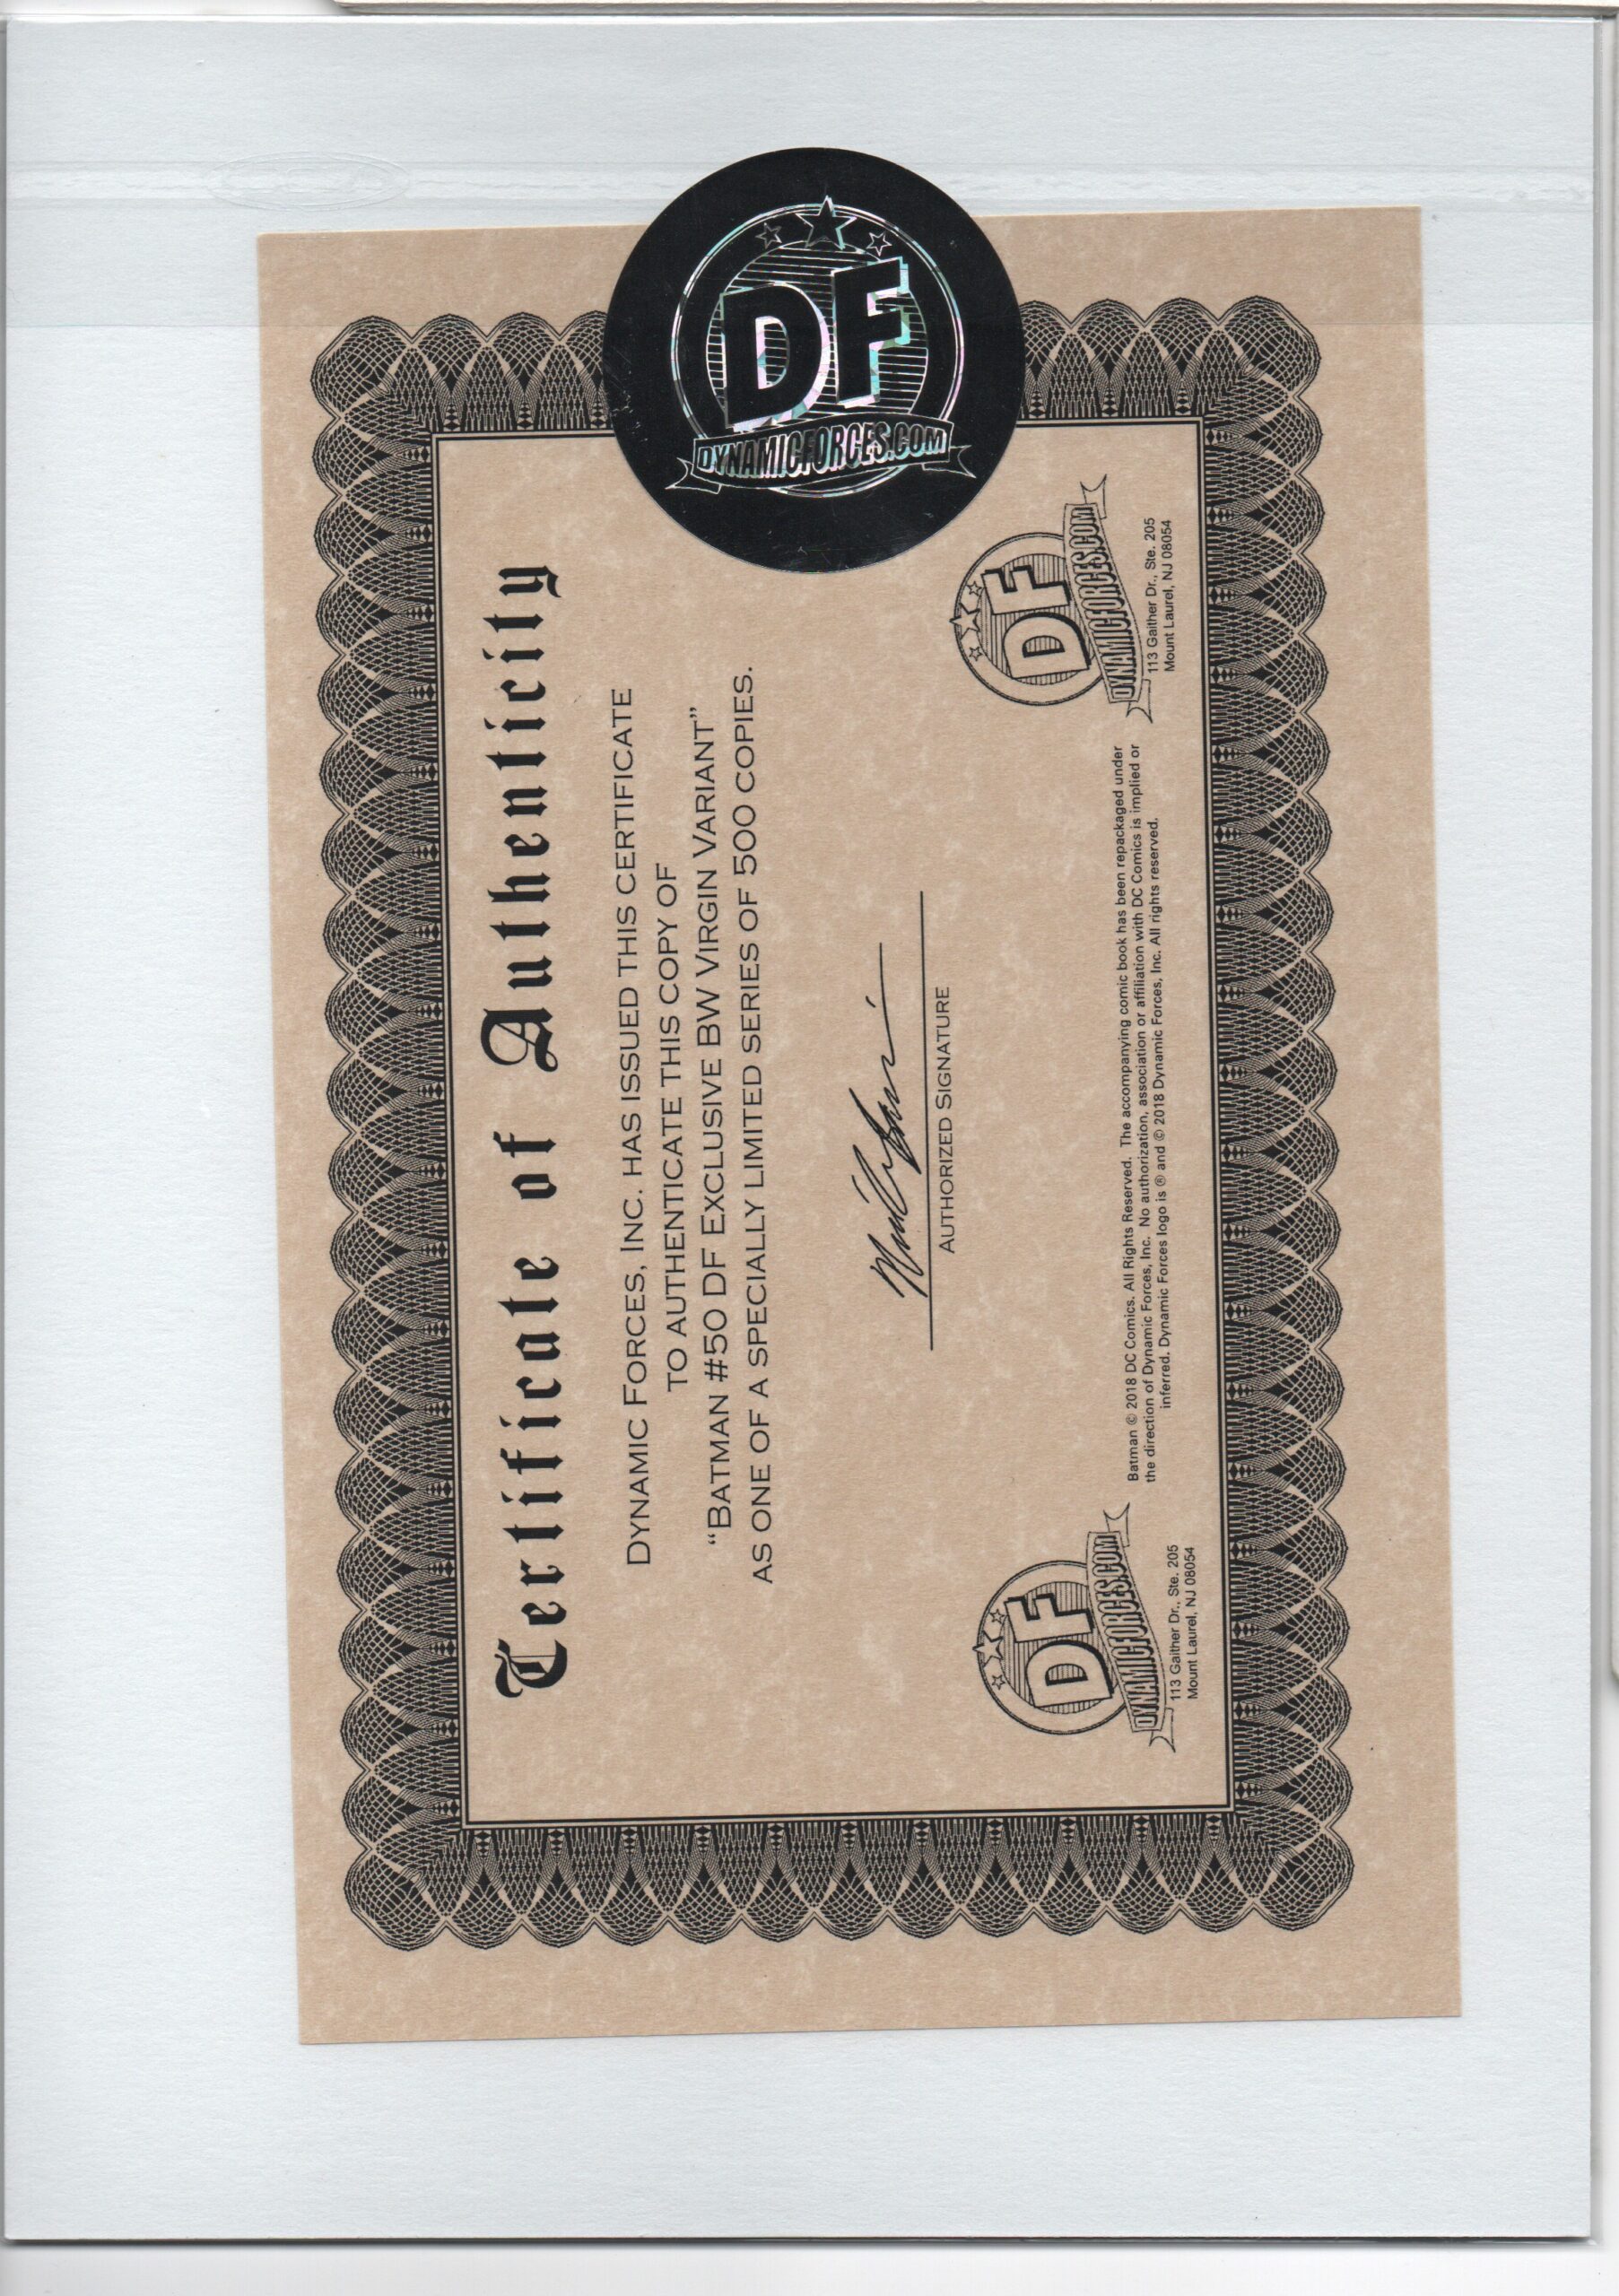 Certificate of Authenticity
DYNAMIC FORCES, INC. HAS ISSUED THIS CERTIFICATE
TO AUTHENTICATE THIS COPY OF
“BATMAN #50 DF EXCLUSIVE BW VIRGIN VARIANT”
AS ONE OF A SPECIALLY LIMITED SERIES OF 500 COPIES.
AUTHORIZED SIGNATURE
DF
DYNAMICFORCES.COM
113 Gaither Dr., Ste. 205
Mount Laurel, NJ 08054
Batman © 2018 DC Comics. All Rights Reserved. The accompanying comic book has been repackaged under
the direction of Dynamic Forces, Inc. No authorization, association or affiliation with DC Comics is implied or
inferred. Dynamic Forces logo is ® and © 2018 Dynamic Forces, Inc. All rights reserved.
DF
DYNAMICFORCES.COM
113 Gaither Dr., Ste. 205
Mount Laurel, NJ 08054
DF
DYNAMICFORCES.COM